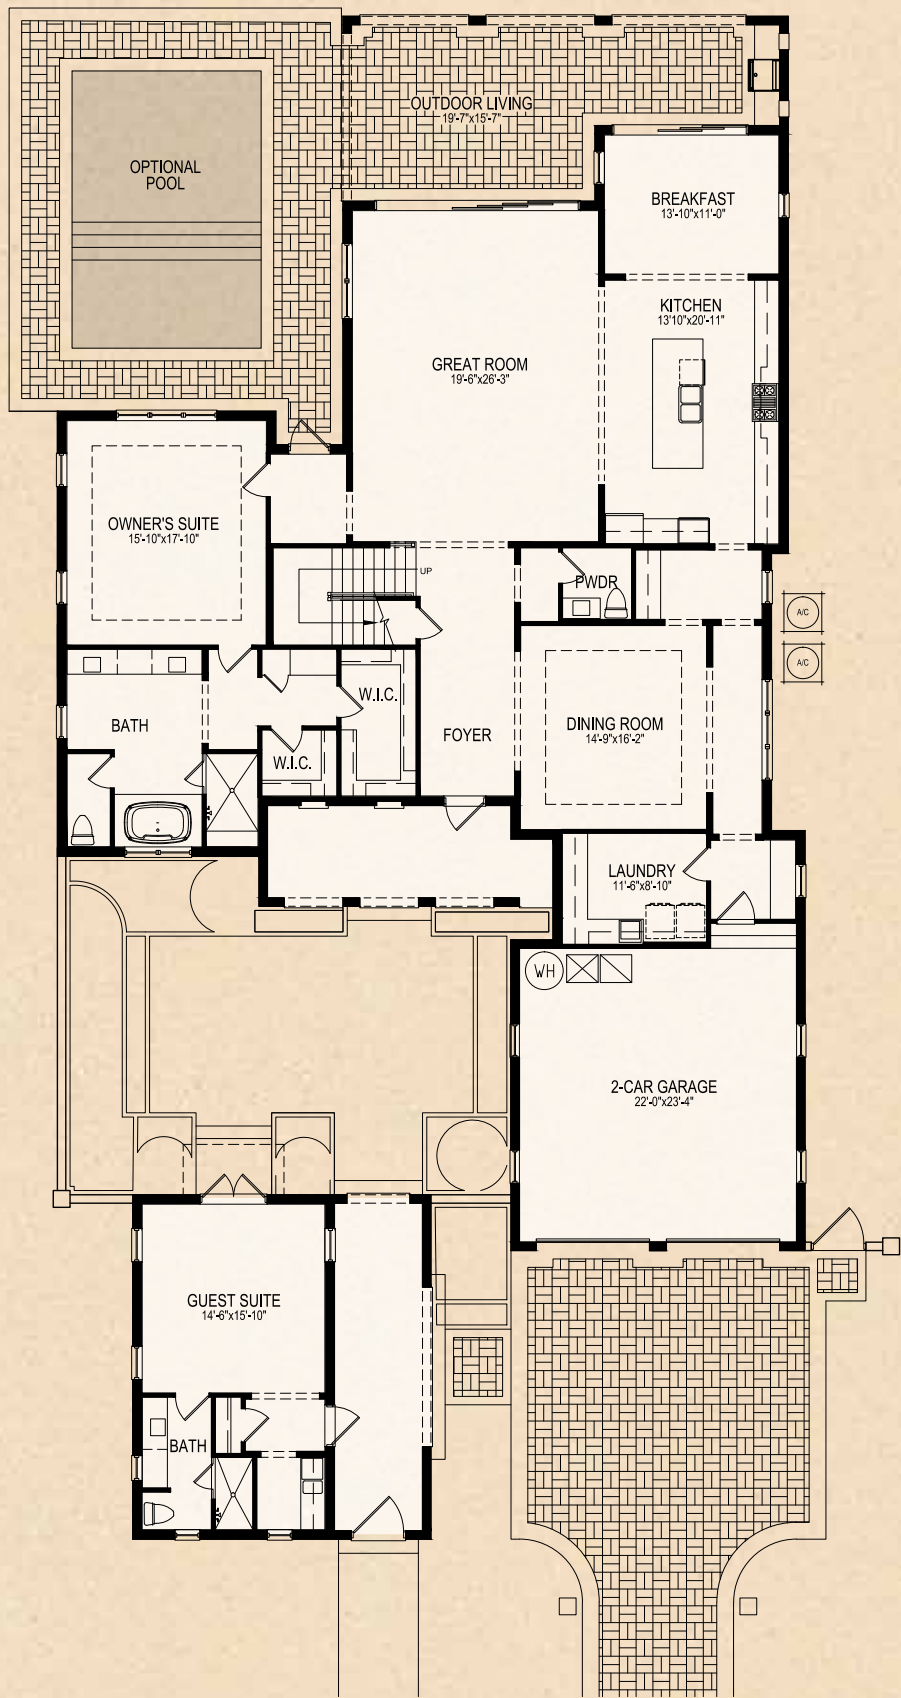 OUTDOOR LIVING
19'-7"x15'-7"
OPTIONAL
POOL
BREAKFAST
13'-10"x11'-0"
KITCHEN
13'10"x20'-11"
GREAT ROOM
19'-6"x26'-3"
OWNER'S SUITE
15'-10"x17'-10"
UP
PWDR
A/C
A/C
W.I.C.
BATH
FOYER
DINING ROOM
14'-9"x16'-2"
W.I.C.
LAUNDRY
11'-6"x8'-10"
WH
2-CAR GARAGE
22'-0"x23'-4"
GUEST SUITE
14'-6"x15'-10"
BATH